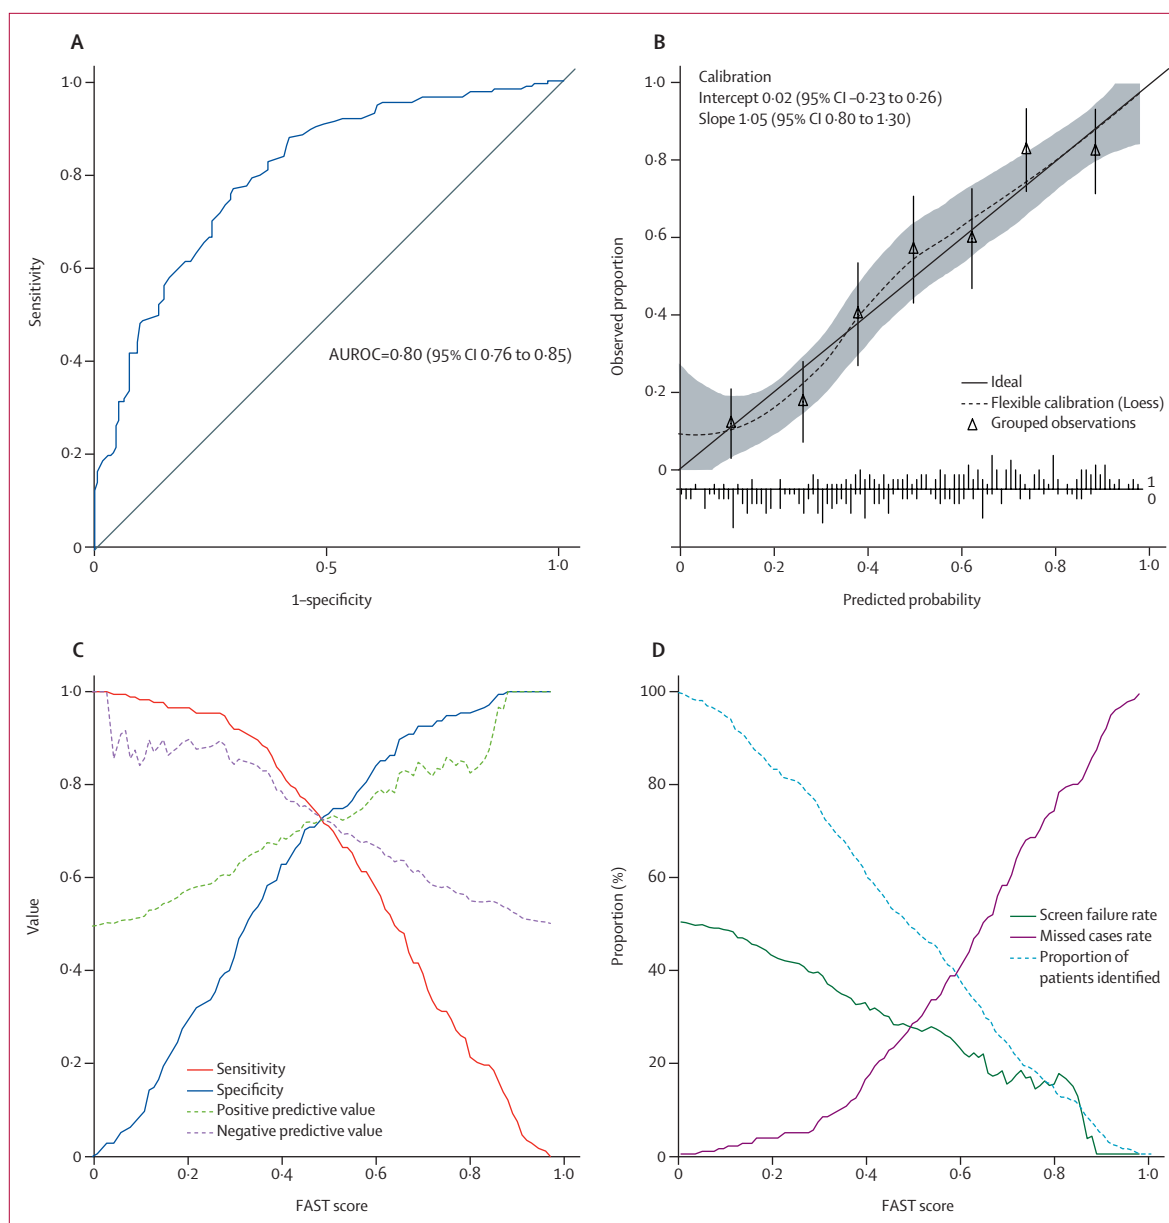 A
1·0
0·8
0·6
0·4
0·2
0
Sensitivity
AUROC=0·80 (95% CI 0·76 to 0·85)
0
0·5
1·0
1–specificity
B
Calibration
Intercept 0·02 (95% CI –0·23 to 0·26)
Slope 1·05 (95% CI 0·80 to 1·30)
1·0
0·8
0·6
0·4
0·2
0
Observed proportion
Ideal
Flexible calibration (Loess)
Grouped observations
1
0
0
0·2
0·4
0·6
0·8
1·0
Predicted probability
C
1·0
0·8
0·6
0·4
0·2
0
Value
Sensitivity
Specificity
Positive predictive value
Negative predictive value
0
0·2
0·4
0·6
0·8
1·0
FAST score
D
100
80
60
40
20
0
Proportion (%)
Screen failure rate
Missed cases rate
Proportion of
patients identified
0
0·2
0·4
0·6
0·8
1·0
FAST score